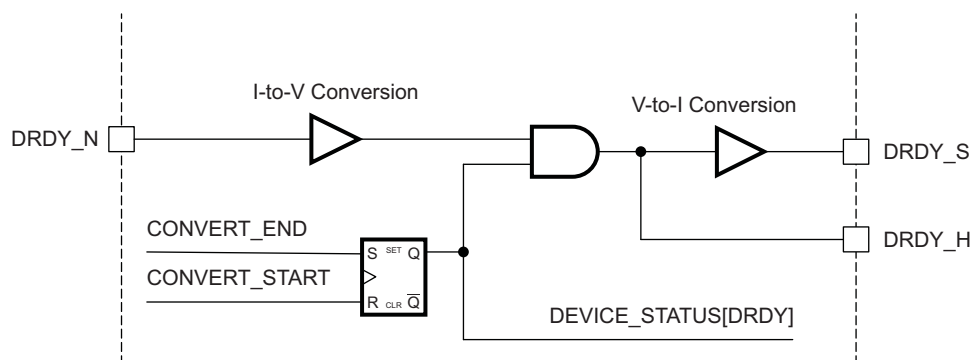 I-to-V Conversion
V-to-I Conversion
DRDY_N
DRDY_S
CONVERT_END
S SET Q
DRDY_H
CONVERT_START
R CLR Q̅
DEVICE_STATUS[DRDY]